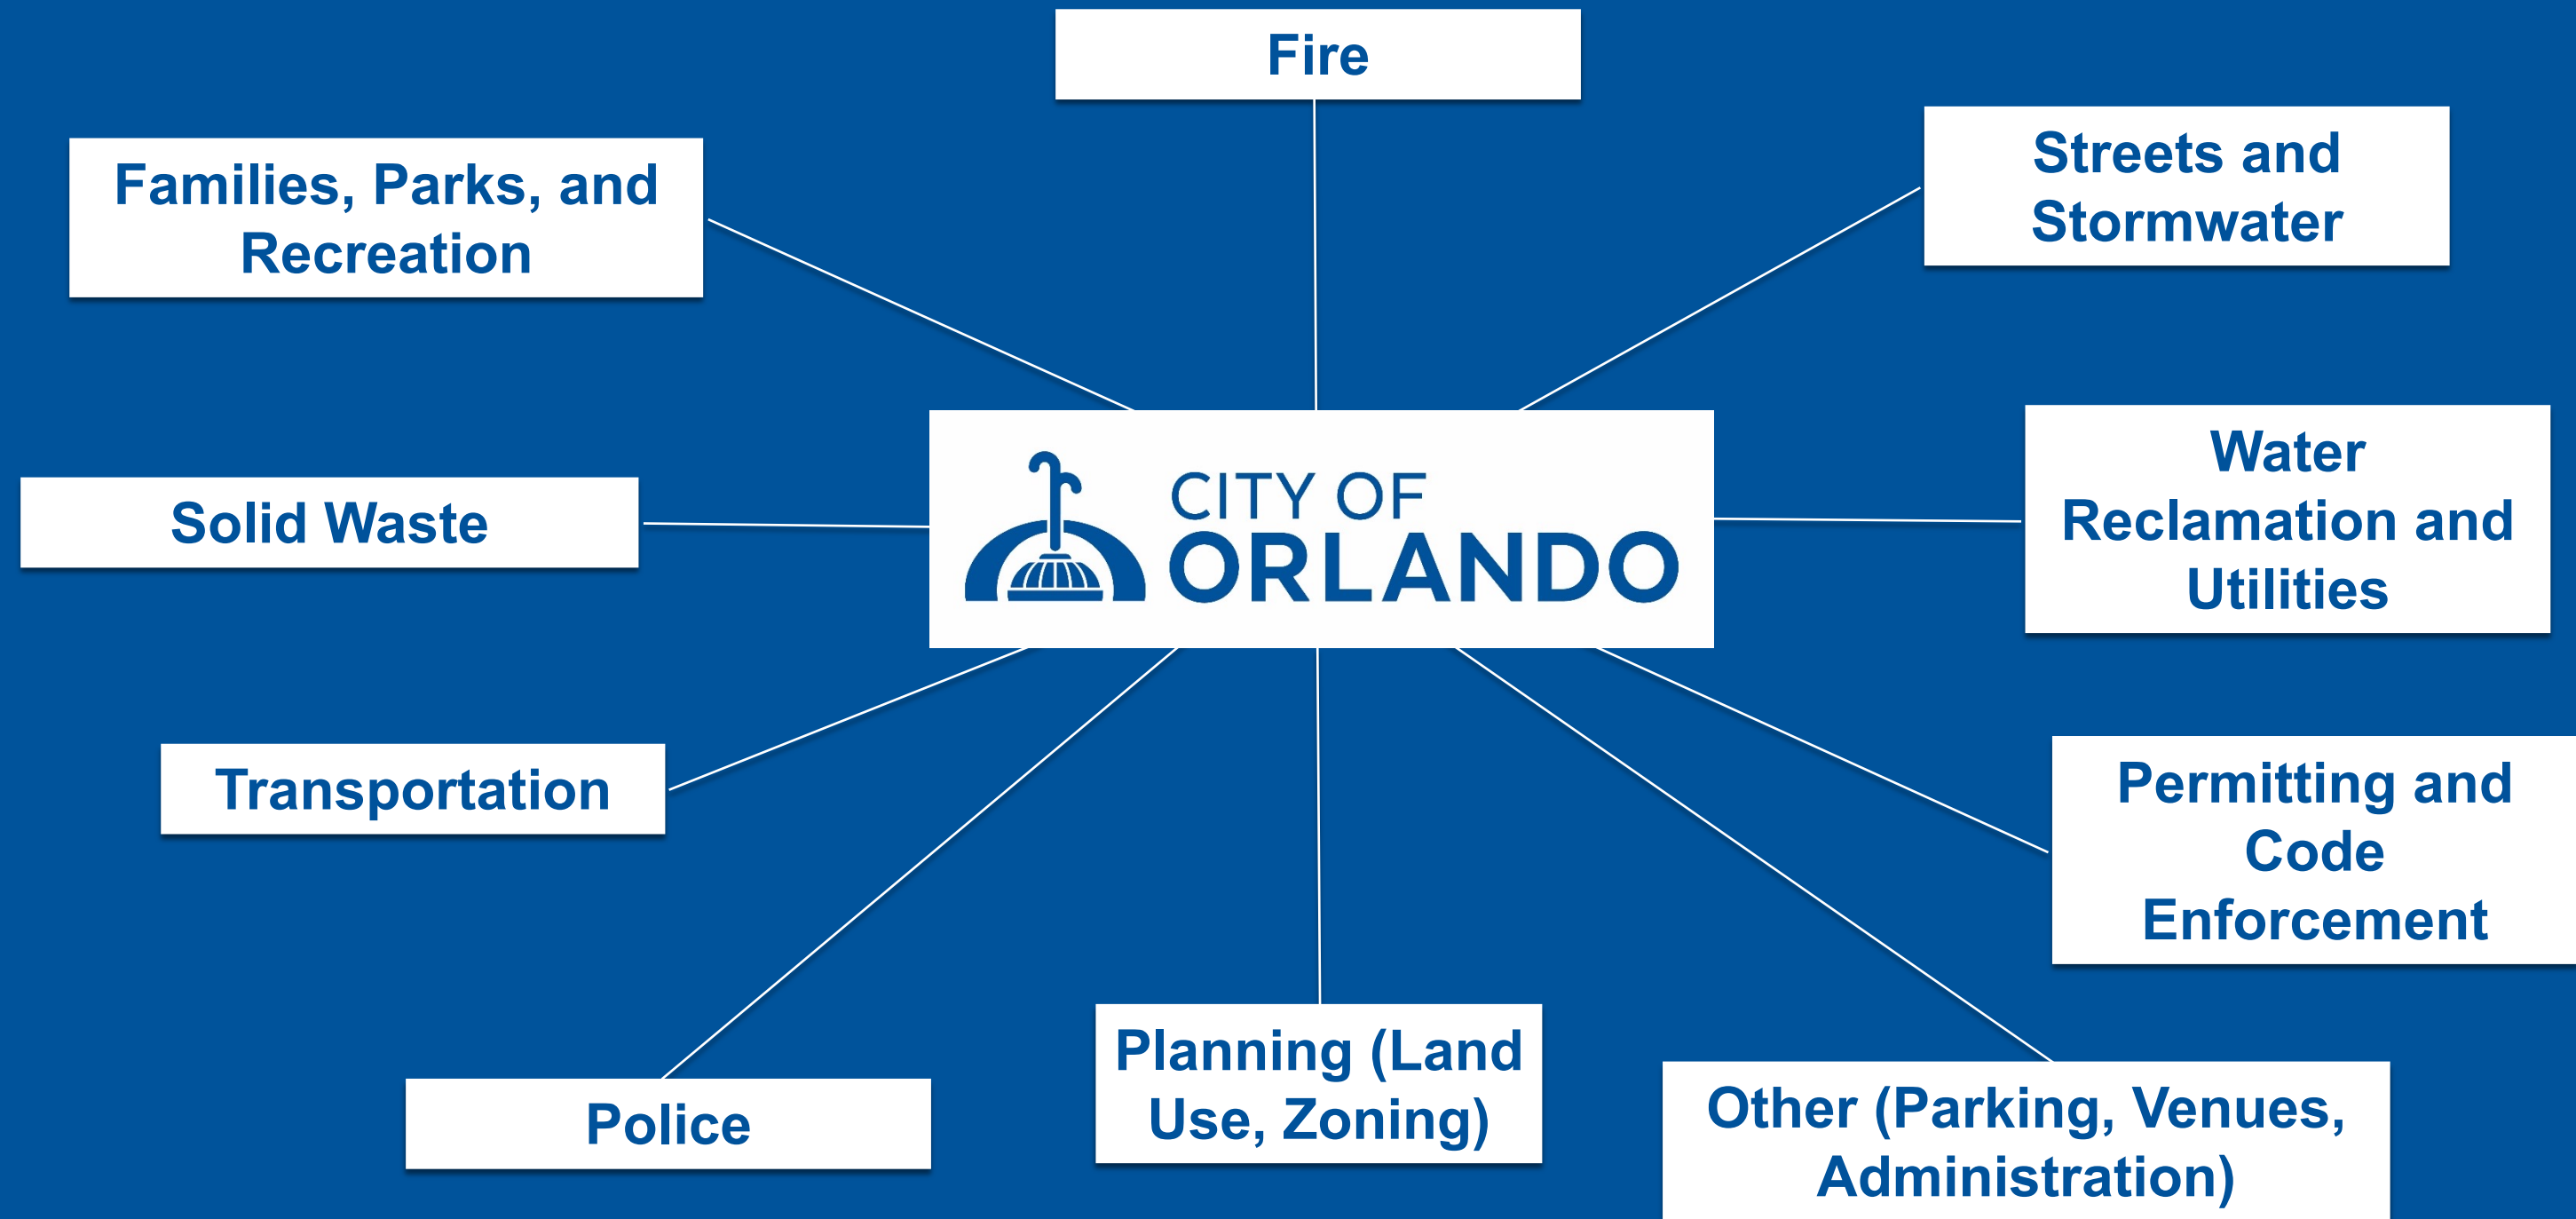 Fire
Families, Parks, and
Recreation
Streets and
Stormwater
Solid Waste
CITY OF
ORLANDO
Water
Reclamation and
Utilities
Transportation
Permitting and
Code
Enforcement
Police
Planning (Land
Use, Zoning)
Other (Parking, Venues,
Administration)